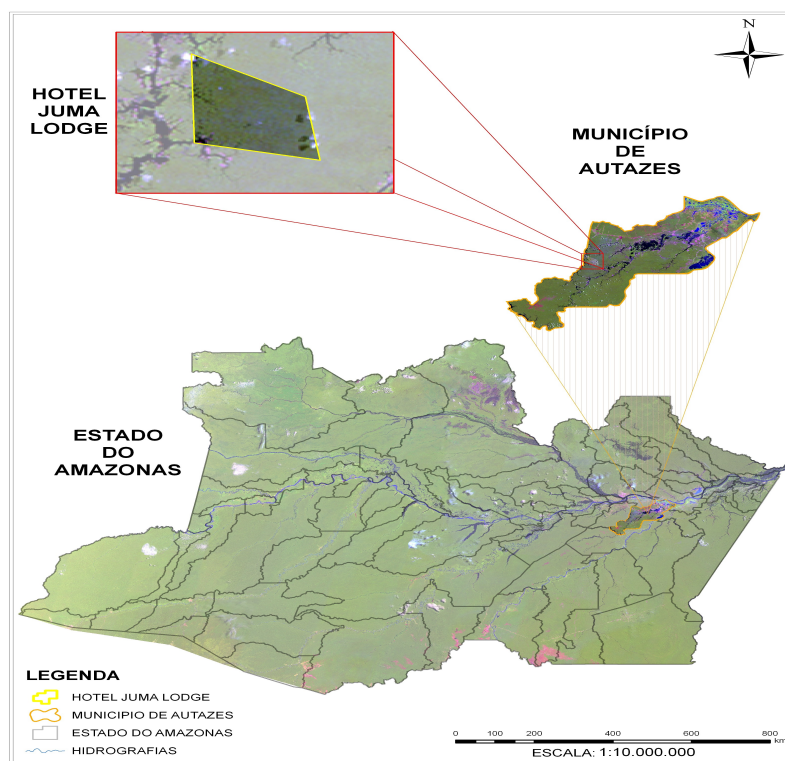 N
HOTEL
JUMA
LODGE
MUNICÍPIO
DE
AUTAZES
ESTADO
DO
AMAZONAS
LEGENDA
HOTEL JUMA LODGE
MUNICIPIO DE AUTAZES
ESTADO DO AMAZONAS
HIDROGRAFIAS
0 200 400 600 800
km
ESCALA: 1:10.000.000